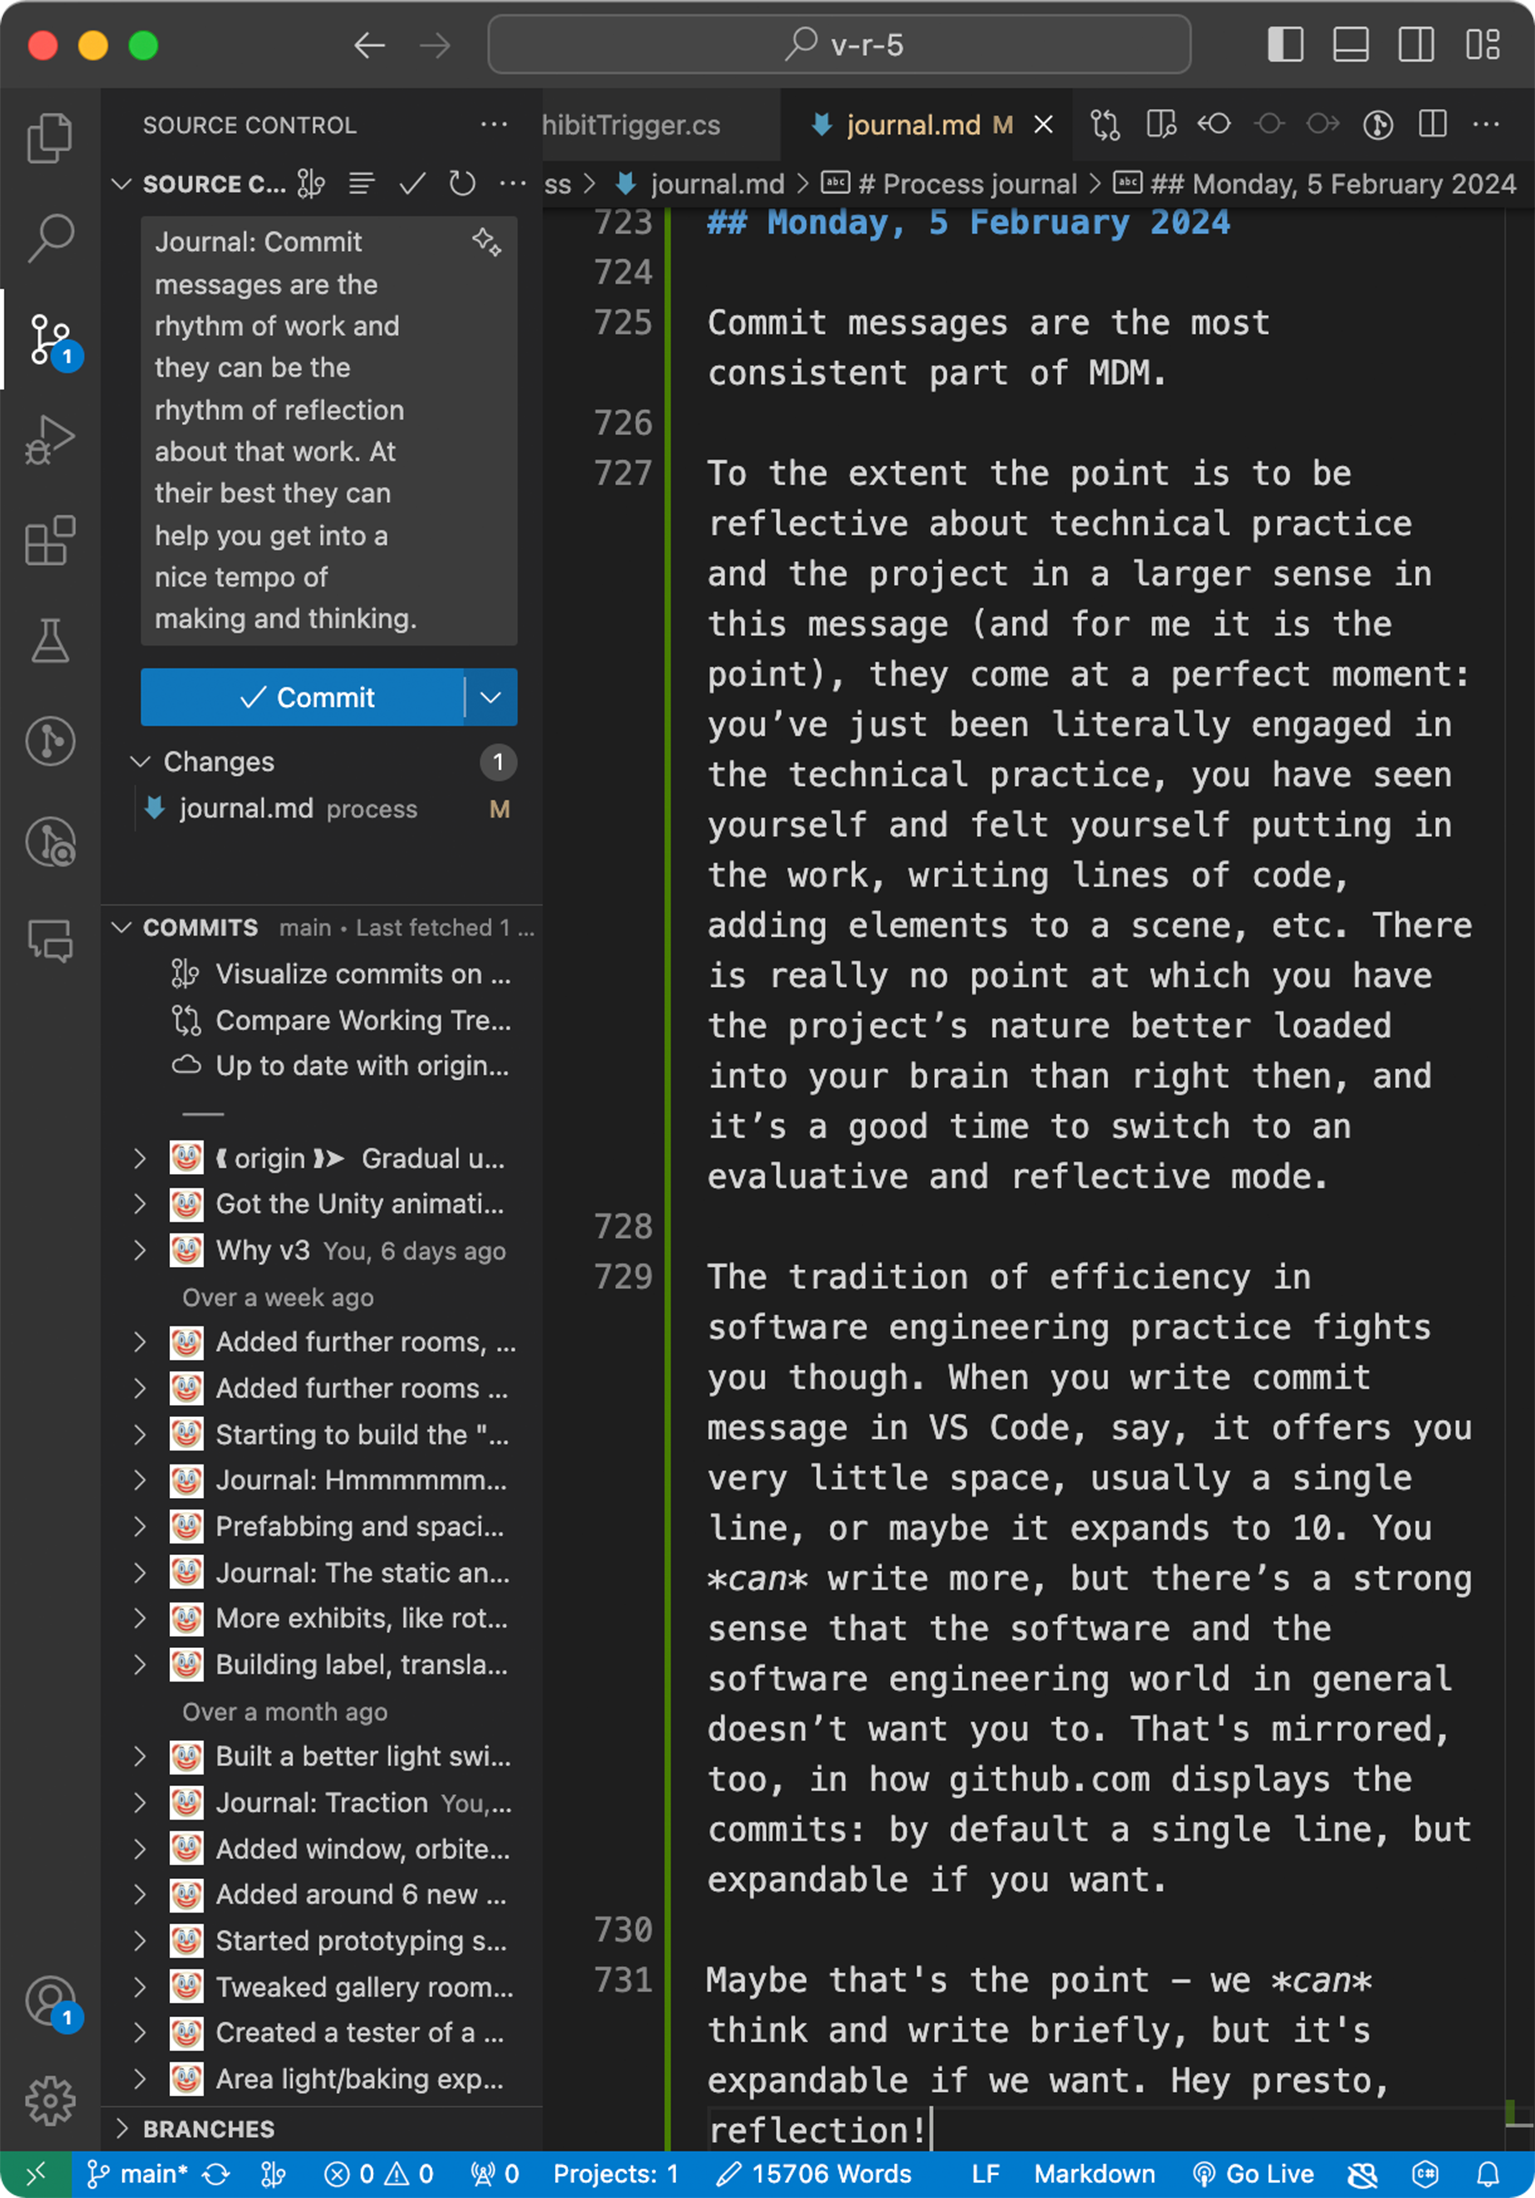 v-r-5
SOURCE CONTROL
SOURCE C...
Journal: Commit
messages are the
rhythm of work and
they can be the
rhythm of reflection
about that work. At
their best they can
help you get into a
nice tempo of
making and thinking.
Commit
Changes 1
journal.md process M
COMMITS main • Last fetched 1 ...
Visualize commits on ...
Compare Working Tre...
Up to date with origin...
origin Gradual u...
Got the Unity animati...
Why v3 You, 6 days ago
Over a week ago
Added further rooms, ...
Added further rooms ...
Starting to build the "...
Journal: Hmmmmmm...
Prefabbing and spaci...
Journal: The static an...
More exhibits, like rot...
Building label, transla...
Over a month ago
Built a better light swi...
Journal: Traction You,...
Added window, orbite...
Added around 6 new ...
Started prototyping s...
Tweaked gallery room...
Created a tester of a ...
Area light/baking exp...
BRANCHES
1
1
hibitTrigger.cs
journal.md M
ss > journal.md > # Process journal > ## Monday, 5 February 2024
723 ## Monday, 5 February 2024
724
725 Commit messages are the most
consistent part of MDM.
726
727 To the extent the point is to be
reflective about technical practice
and the project in a larger sense in
this message (and for me it is the
point), they come at a perfect moment:
you’ve just been literally engaged in
the technical practice, you have seen
yourself and felt yourself putting in
the work, writing lines of code,
adding elements to a scene, etc. There
is really no point at which you have
the project’s nature better loaded
into your brain than right then, and
it’s a good time to switch to an
evaluative and reflective mode.
728
729 The tradition of efficiency in
software engineering practice fights
you though. When you write commit
message in VS Code, say, it offers you
very little space, usually a single
line, or maybe it expands to 10. You
*can* write more, but there’s a strong
sense that the software and the
software engineering world in general
doesn’t want you to. That's mirrored,
too, in how github.com displays the
commits: by default a single line, but
expandable if you want.
730
731 Maybe that's the point – we *can*
think and write briefly, but it's
expandable if we want. Hey presto,
reflection!
main* 0 0 0 Projects: 1 15706 Words LF Markdown Go Live